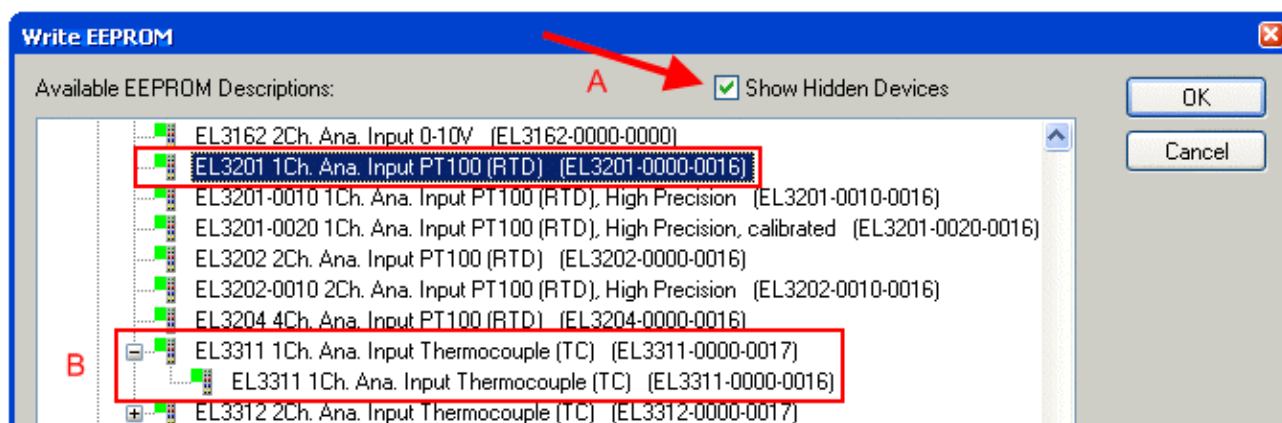 Write EEPROM
Available EEPROM Descriptions:
A
Show Hidden Devices
OK
Cancel
EL3162 2Ch. Ana. Input 0-10V (EL3162-0000-0000)
EL3201 1Ch. Ana. Input PT100 (RTD) (EL3201-0000-0016)
EL3201-0010 1Ch. Ana. Input PT100 (RTD), High Precision (EL3201-0010-0016)
EL3201-0020 1Ch. Ana. Input PT100 (RTD), High Precision, calibrated (EL3201-0020-0016)
EL3202 2Ch. Ana. Input PT100 (RTD) (EL3202-0000-0016)
EL3202-0010 2Ch. Ana. Input PT100 (RTD), High Precision (EL3202-0010-0016)
EL3204 4Ch. Ana. Input PT100 (RTD) (EL3204-0000-0016)
B
EL3311 1Ch. Ana. Input Thermocouple (TC) (EL3311-0000-0017)
EL3311 1Ch. Ana. Input Thermocouple (TC) (EL3311-0000-0016)
EL3312 2Ch. Ana. Input Thermocouple (TC) (EL3312-0000-0017)